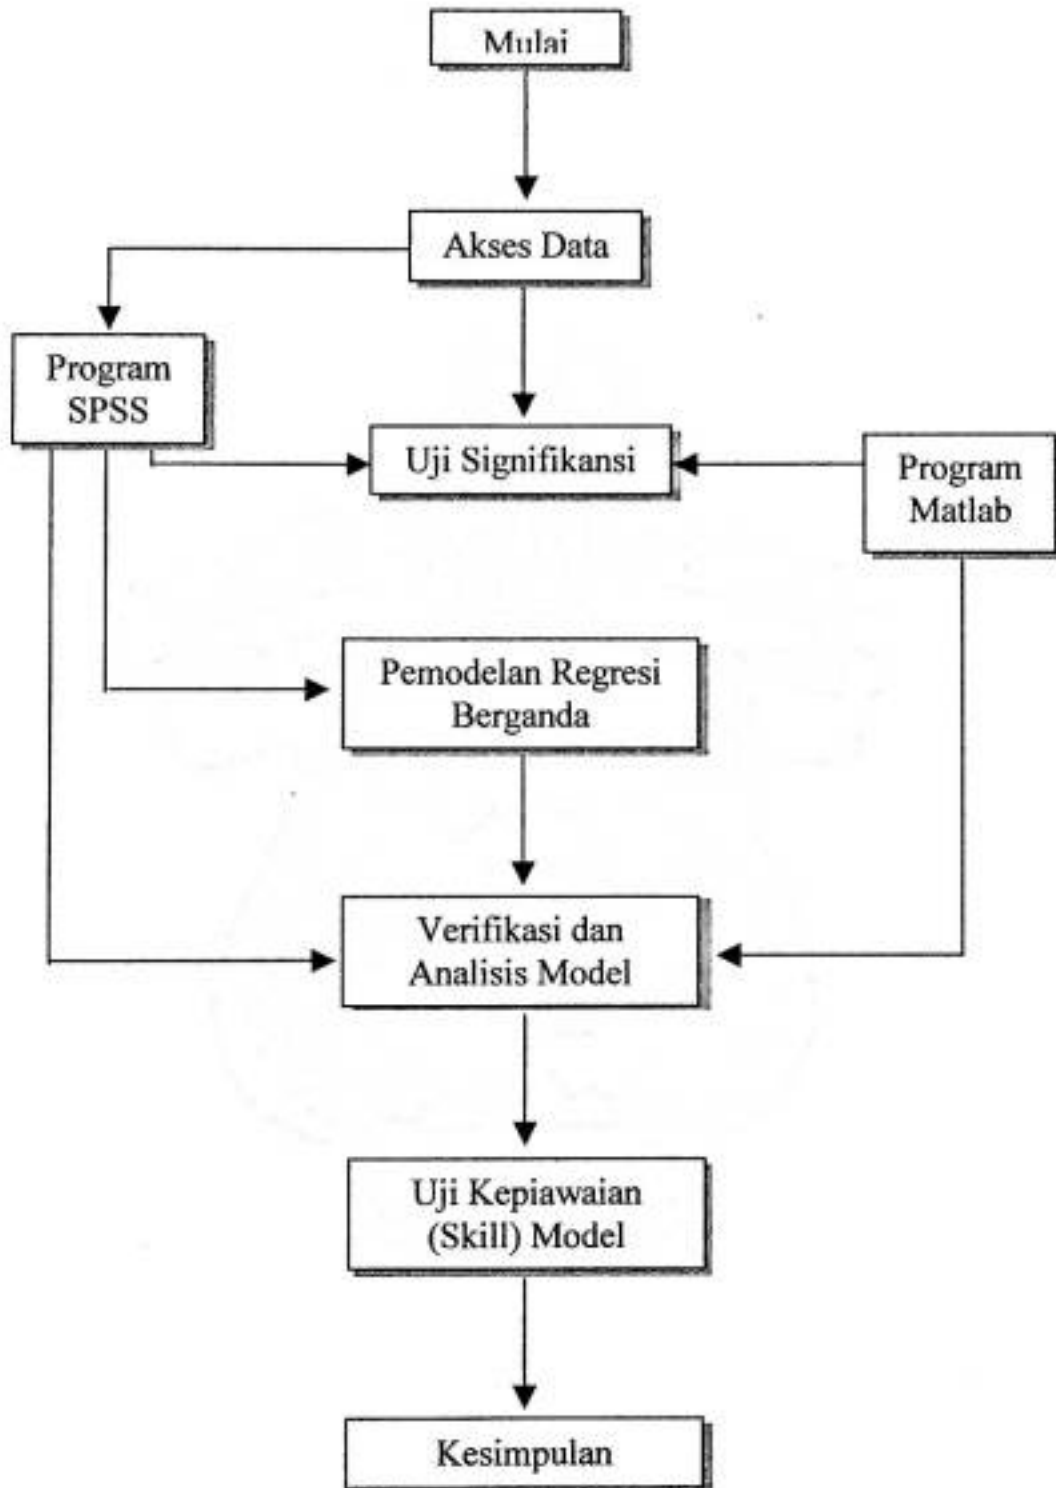 Mulai
Akses Data
Program
SPSS
Uji Signifikansi
Program
Matlab
Pemodelan Regresi
Berganda
Verifikasi dan
Analisis Model
Uji Kepiawaian
(Skill) Model
Kesimpulan